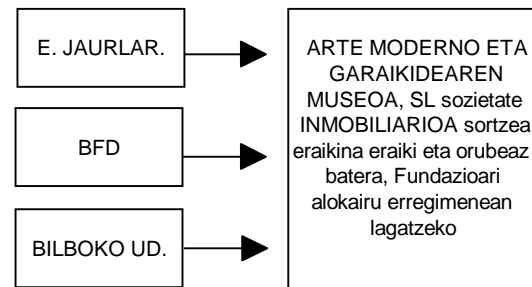 E. JAURLAR.
BFD
BILBOKO UD.
ARTE MODERNO ETA
GARAIKIDEAREN
MUSEOA, SL sozietate
INMOBILIARIOA sortzea
eraikina eraiki eta orubeaz
batera, Fundazioari
alokairu erregimenean
lagatzeko